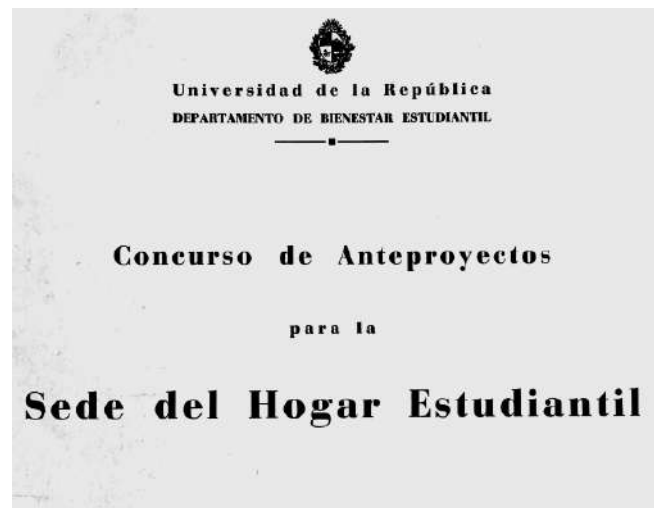 Universidad de la República
DEPARTAMENTO DE BIENESTAR ESTUDIANTIL
Concurso de Anteproyectos
para la
Sede del Hogar Estudiantil